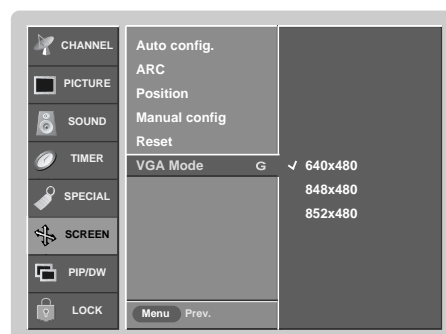 CHANNEL
PICTURE
SOUND
TIMER
SPECIAL
SCREEN
PIP/DW
LOCK
Auto config.
ARC
Position
Manual config
Reset
VGA Mode G
640x480
848x480
852x480
Menu Prev.